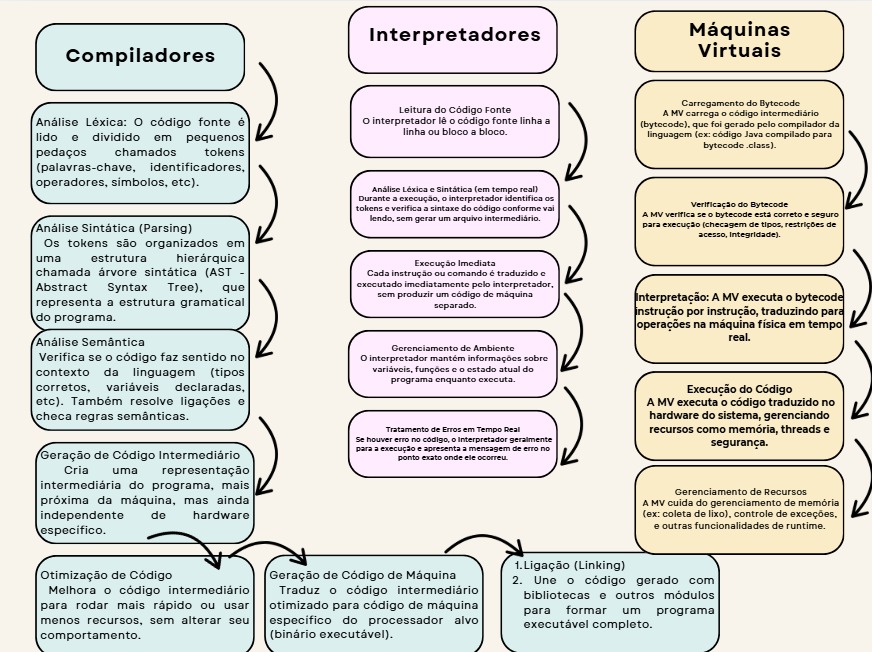 Compiladores
Análise Léxica: O código fonte é
lido e dividido em pequenos
pedaços chamados tokens
(palavras-chave, identificadores,
operadores, símbolos, etc).
Análise Sintática (Parsing)
Os tokens são organizados em
uma estrutura hierárquica
chamada árvore sintática (AST -
Abstract Syntax Tree), que
representa a estrutura gramatical
do programa.
Análise Semântica
Verifica se o código faz sentido no
contexto da linguagem (tipos
corretos, variáveis declaradas,
etc). Também resolve ligações e
checa regras semânticas.
Geração de Código Intermediário
Cria uma representação
intermediária do programa, mais
próxima da máquina, mas ainda
independente de hardware
específico.
Otimização de Código
Melhora o código intermediário
para rodar mais rápido ou usar
menos recursos, sem alterar seu
comportamento.
Geração de Código de Máquina
Traduz o código intermediário
otimizado para código de máquina
específico do processador alvo
(binário executável).
1.Ligação (Linking)
2. Une o código gerado com
bibliotecas e outros módulos
para formar um programa
executável completo.
Interpretadores
Leitura do Código Fonte
O interpretador lê o código fonte linha a
linha ou bloco a bloco.
Análise Léxica e Sintática (em tempo real)
Durante a execução, o interpretador identifica os
tokens e verifica a sintaxe do código conforme vai
lendo, sem gerar um arquivo intermediário.
Execução Imediata
Cada instrução ou comando é traduzido e
executado imediatamente pelo interpretador,
sem produzir um código de máquina
separado.
Gerenciamento de Ambiente
O interpretador mantém informações sobre
variáveis, funções e o estado atual do
programa enquanto executa.
Tratamento de Erros em Tempo Real
Se houver erro no código, o interpretador geralmente
para a execução e apresenta a mensagem de erro no
ponto exato onde ele ocorreu.
Máquinas
Virtuais
Carregamento do Bytecode
A MV carrega o código intermediário
(bytecode), que foi gerado pelo compilador da
linguagem (ex: código Java compilado para
bytecode .class).
Verificação do Bytecode
A MV verifica se o bytecode está correto e seguro
para execução (checagem de tipos, restrições de
acesso, integridade).
Interpretação: A MV executa o bytecode
instrução por instrução, traduzindo para
operações na máquina física em tempo
real.
Execução do Código
A MV executa o código traduzido no
hardware do sistema, gerenciando
recursos como memória, threads e
segurança.
Gerenciamento de Recursos
A MV cuida do gerenciamento de memória
(ex: coleta de lixo), controle de exceções,
e outras funcionalidades de runtime.